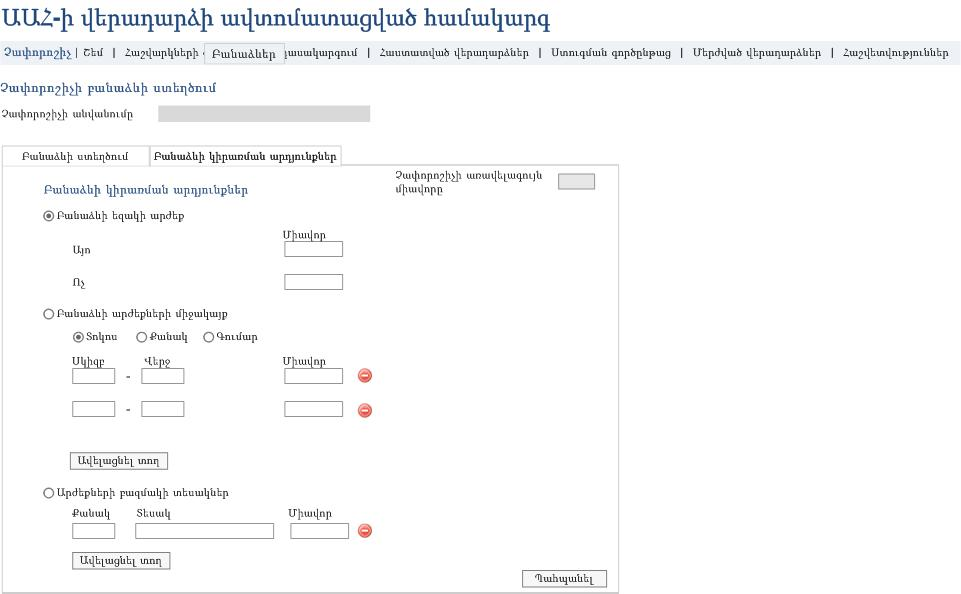 ԱԱՀ-ի վերադարձի ավտոմատացված համակարգ
Չափորոշիչ | Շեմ | Հաշվարկների Բանաձևեր դասակարգում | Հաստատված վերադարձներ | Ստուգման գործընթաց | Մերժված վերադարձներ | Հաշվետվություններ
Չափորոշիչի բանաձևի ստեղծում
Չափորոշիչի անվանումը
Բանաձևի ստեղծում Բանաձևի կիրառման արդյունքներ
Չափորոշիչի առավելագույն
միավորը
Բանաձևի կիրառման արդյունքներ
Բանաձևի եզակի արժեք
Միավոր
Այո
Ոչ
Բանաձևի արժեքների միջակայք
Տոկոս Քանակ Գումար
Սկիզբ Վերջ Միավոր
-
-
Ավելացնել տող
Արժեքների բազմակի տեսակներ
Քանակ Տեսակ Միավոր
Ավելացնել տող
Պահպանել